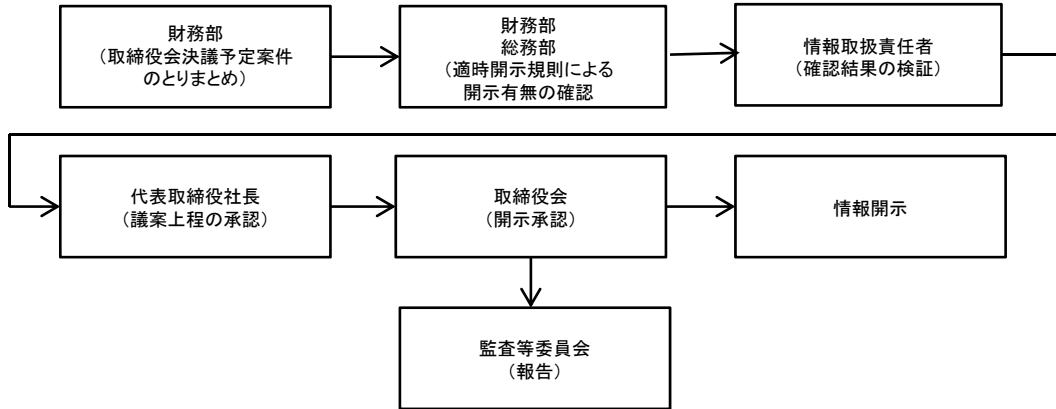 財務部
（取締役会決議予定案件
のとりまとめ）
財務部
総務部
（適時開示規則による
開示有無の確認
情報取扱責任者
（確認結果の検証）
代表取締役社長
（議案上程の承認）
取締役会
（開示承認）
情報開示
監査等委員会
（報告）